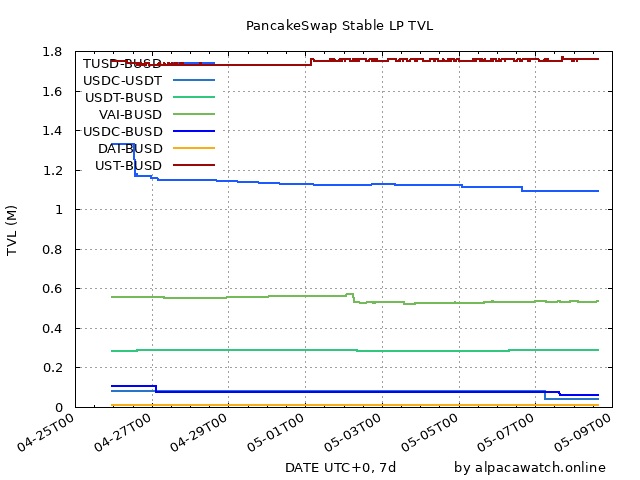 PancakeSwap Stable LP TVL
TVL (M)
1.8
1.6
1.4
1.2
1
0.8
0.6
0.4
0.2
0
TUSD-BUSD
USDC-USDT
USDT-BUSD
VAI-BUSD
USDC-BUSD
DAI-BUSD
UST-BUSD
04-25T00
04-27T00
04-29T00
05-01T00
05-03T00
05-05T00
05-07T00
05-09T00
DATE UTC+0, 7d
by alpacawatch.online